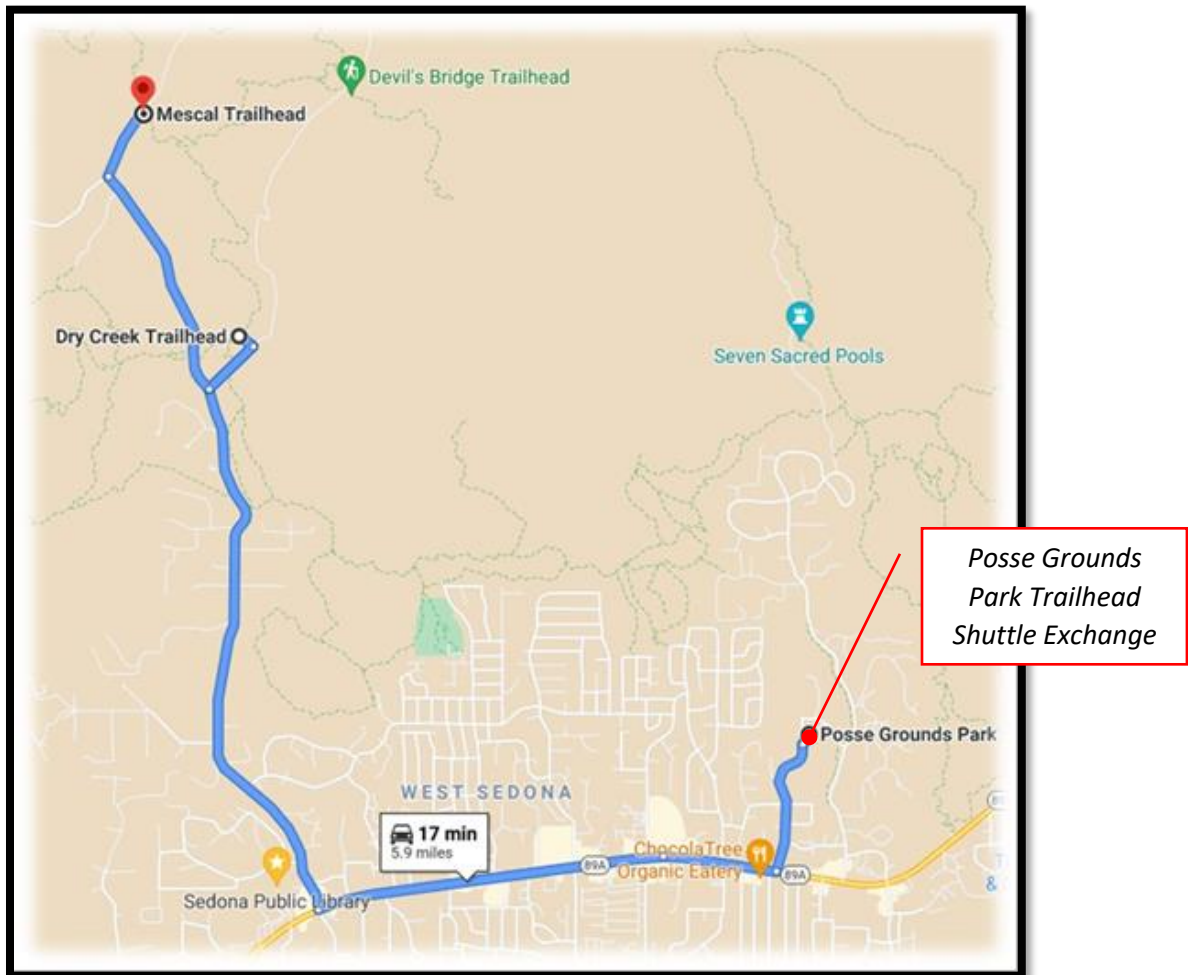 Devil's Bridge Trailhead
Mescal Trailhead
Dry Creek Trailhead
Seven Sacred Pools
Posse Grounds
Park Trailhead
Shuttle Exchange
Posse Grounds Park
WEST SEDONA
17 min
5.9 miles
89A
ChocolaTree
Organic Eatery
89A
Sedona Public Library
&